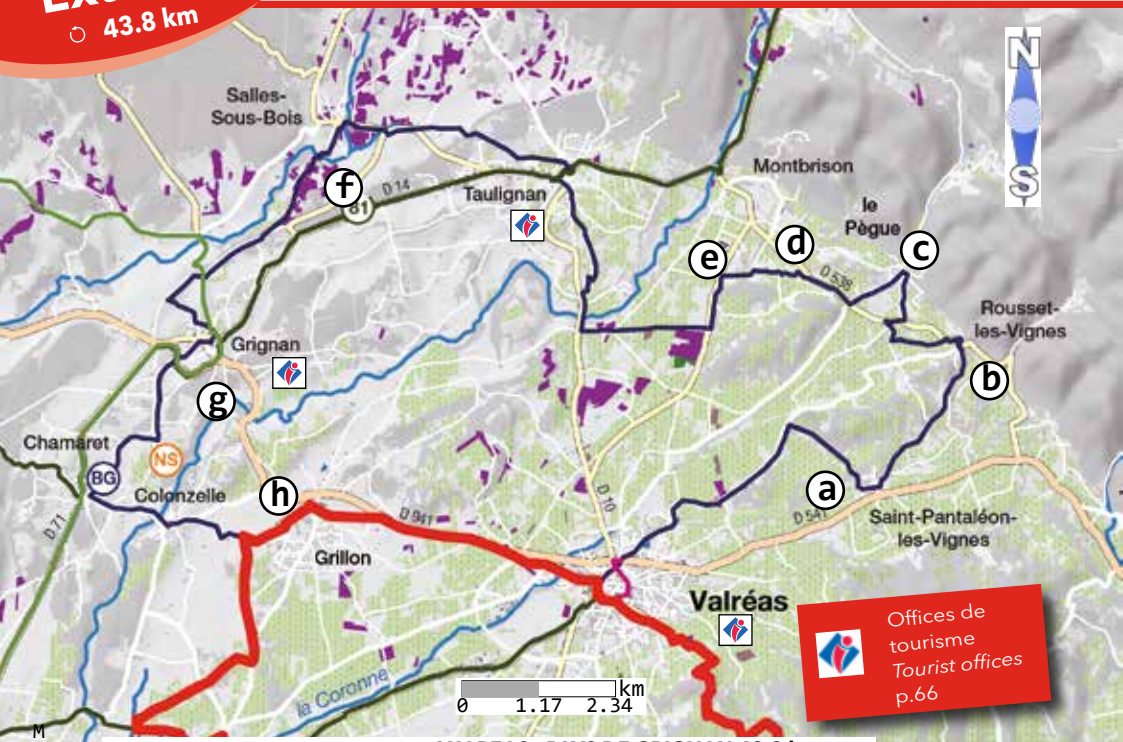 43.8 km
N
S
Salles-
Sous-Bois
Montbrison
le
Pègue
Taulignan
D 14
81
f
e
d
c
D 538
Rousset-
les-Vignes
Grignan
g
b
Chamaret
NS
BG
Colonzelle
h
a
D 941
D 10
D 541
D 71
Saint-Pantaléon-
les-Vignes
Grillon
Valréas
la Coronne
km
0 1.17 2.34
Offices de
tourisme
Tourist offices
p.66
M